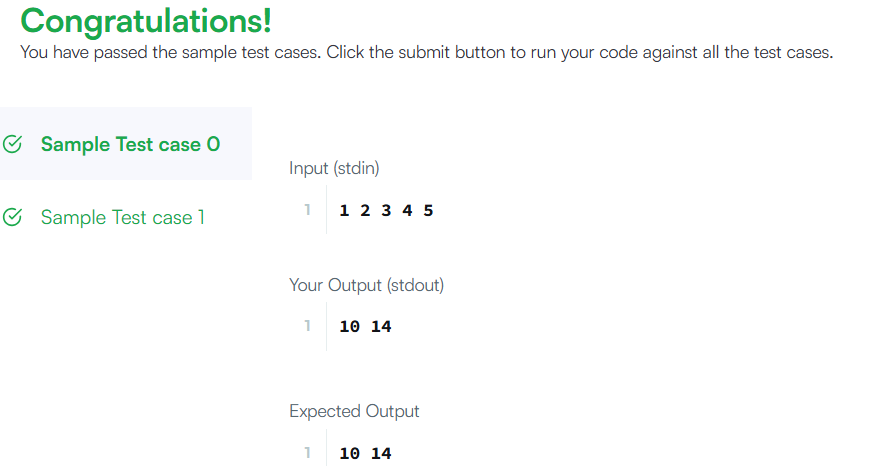 Congratulations!
You have passed the sample test cases. Click the submit button to run your code against all the test cases.
Sample Test case 0
Sample Test case 1
Input (stdin)
1 1 2 3 4 5
Your Output (stdout)
1 10 14
Expected Output
1 10 14